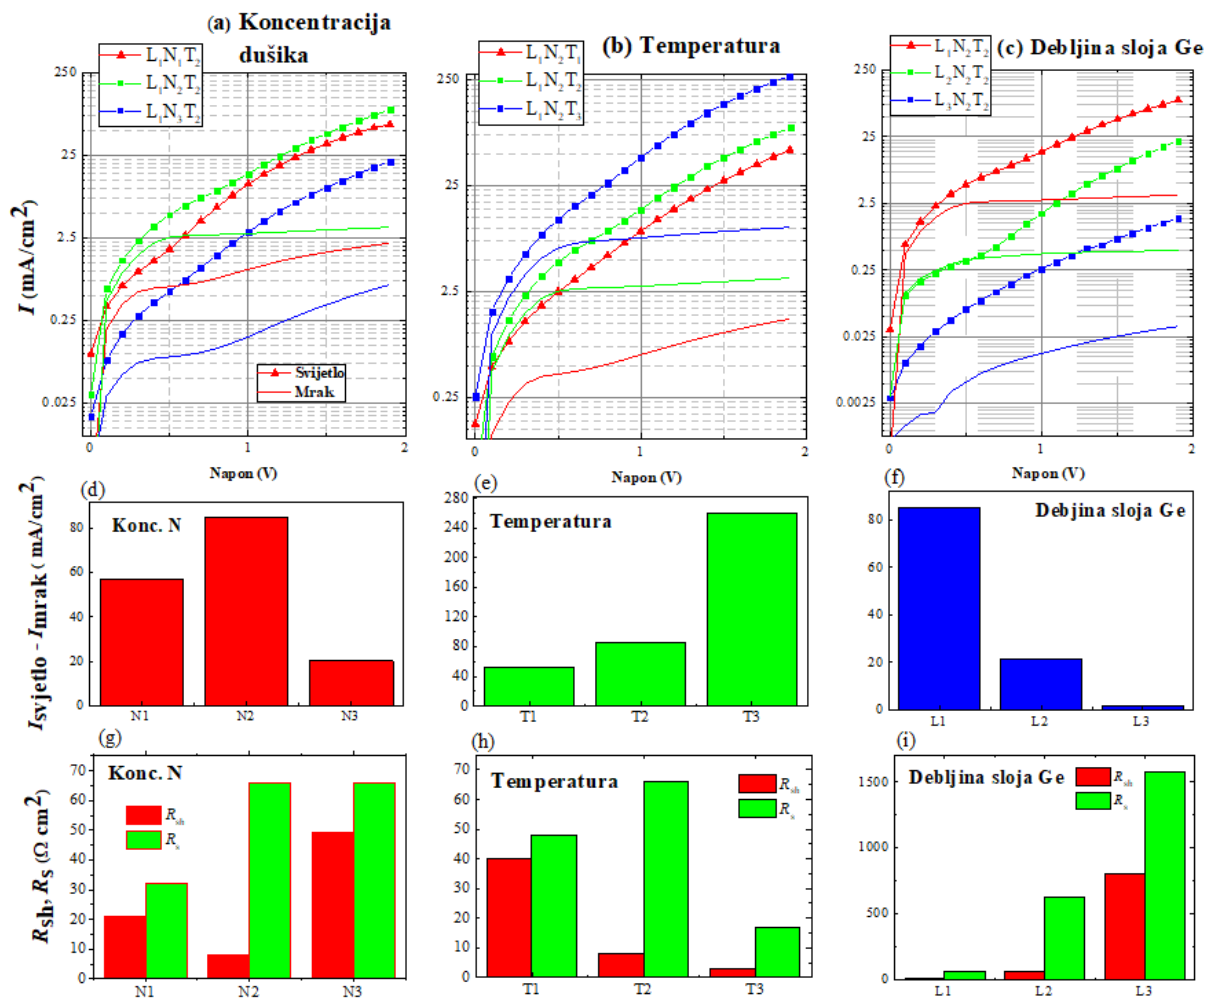 (a) Koncentracija
dušika
L₁N₁T₂
L₁N₂T₂
L₁N₃T₂
250
25
2.5
0.25
0.025
0
1
2
Svijetlo
Mrak
I (mA/cm²)
Napon (V)
(b) Temperatura
L₁N₂T₁
L₁N₂T₂
L₁N₂T₃
250
25
2.5
0.25
0
1
2
Napon (V)
(c) Debljina sloja Ge
L₁N₂T₂
L₂N₂T₂
L₃N₂T₂
250
25
2.5
0.25
0.025
0.0025
0
1
2
Napon (V)
(d)
Konc. N
Isvjetlo - Imrak ( mA/cm²)
80
60
40
20
0
N1
N2
N3
(e)
Temperatura
280
240
200
160
120
80
40
0
T1
T2
T3
(f)
Debjina sloja Ge
80
60
40
20
0
L1
L2
L3
(g)
Konc. N
Rsh
Rs
Rsh, Rs (Ω cm²)
70
60
50
40
30
20
10
0
N1
N2
N3
(h)
Temperatura
Rsh
Rs
70
60
50
40
30
20
10
0
T1
T2
T3
(i)
Debljina sloja Ge
Rsh
Rs
1500
1000
500
0
L1
L2
L3